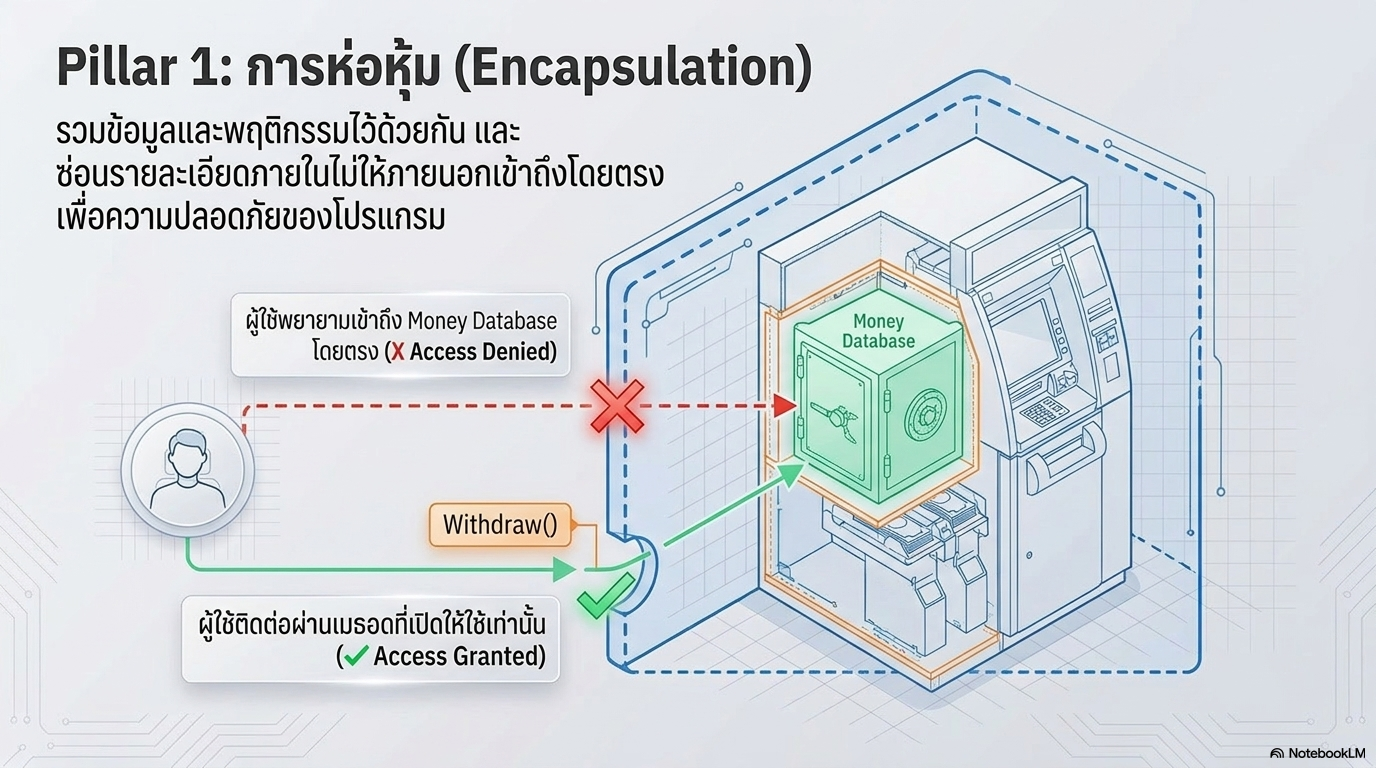 Pillar 1: การห่อหุ้ม (Encapsulation)
รวมข้อมูลและพฤติกรรมไว้ด้วยกัน และ
ซ่อนรายละเอียดภายในไม่ให้ภายนอกเข้าถึงโดยตรง
เพื่อความปลอดภัยของโปรแกรม
ผู้ใช้พยายามเข้าถึง Money Database
โดยตรง (X Access Denied)
Money
Database
Withdraw()
ผู้ใช้ติดต่อผ่านเมธอดที่เปิดให้ใช้เท่านั้น
(✓ Access Granted)
NotebookLM